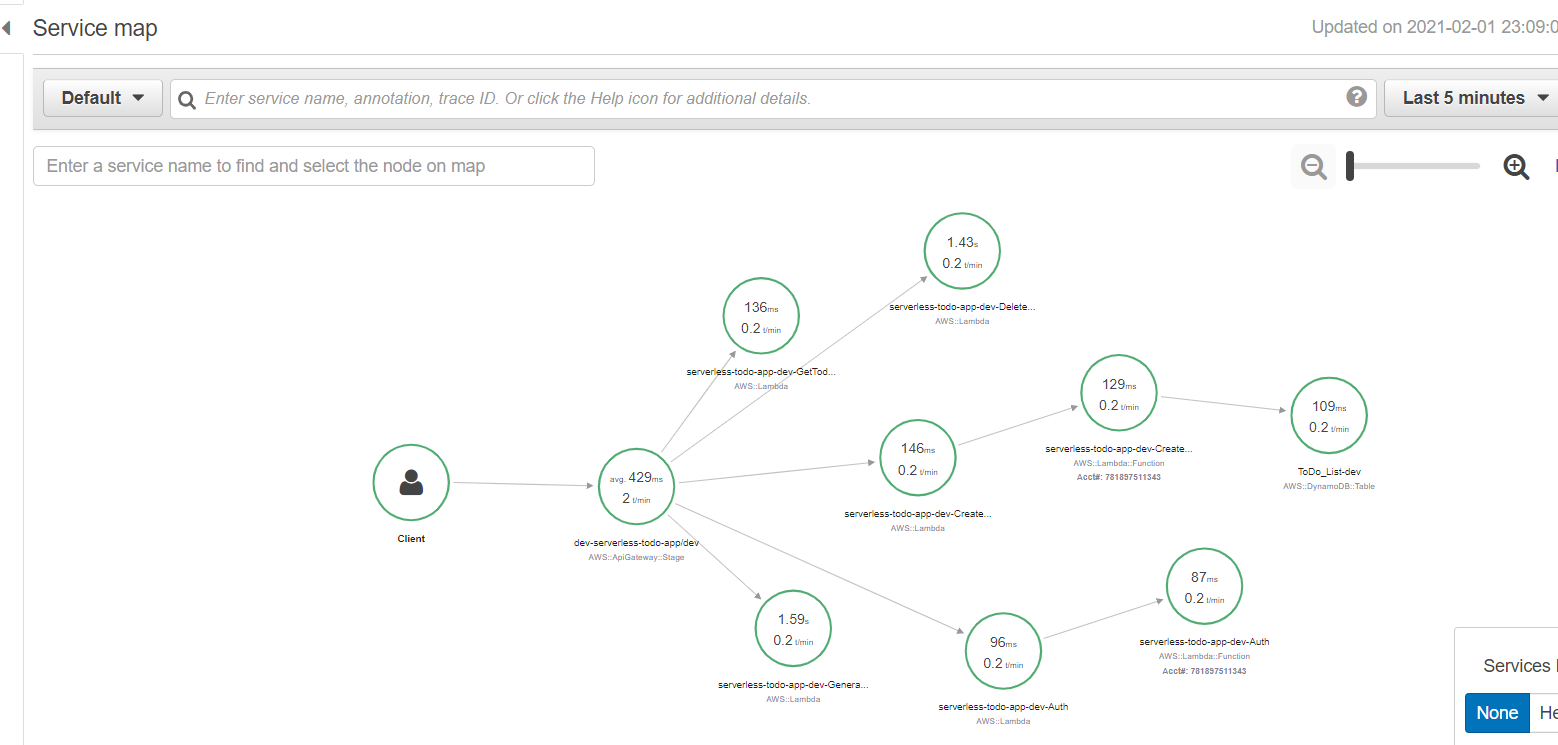 Service map
Updated on 2021-02-01 23:09:0
Default
Enter service name, annotation, trace ID. Or click the Help icon for additional details.
?
Last 5 minutes
Enter a service name to find and select the node on map
1.43s
0.2 t/min
serverless-todo-app-dev-Delete...
AWS::Lambda
136ms
0.2 t/min
serverless-todo-app-dev-GetTod...
AWS::Lambda
129ms
0.2 t/min
serverless-todo-app-dev-Create...
AWS::Lambda::Function
Acct#: 781897511343
109ms
0.2 t/min
ToDo_List-dev
AWS::DynamoDB::Table
146ms
0.2 t/min
serverless-todo-app-dev-Create...
AWS::Lambda
Client
avg. 429ms
2 t/min
dev-serverless-todo-app/dev
AWS::ApiGateway::Stage
87ms
0.2 t/min
serverless-todo-app-dev-Auth
AWS::Lambda::Function
Acct#: 781897511343
1.59s
0.2 t/min
serverless-todo-app-dev-Genera...
AWS::Lambda
96ms
0.2 t/min
serverless-todo-app-dev-Auth
AWS::Lambda
Services
None
He